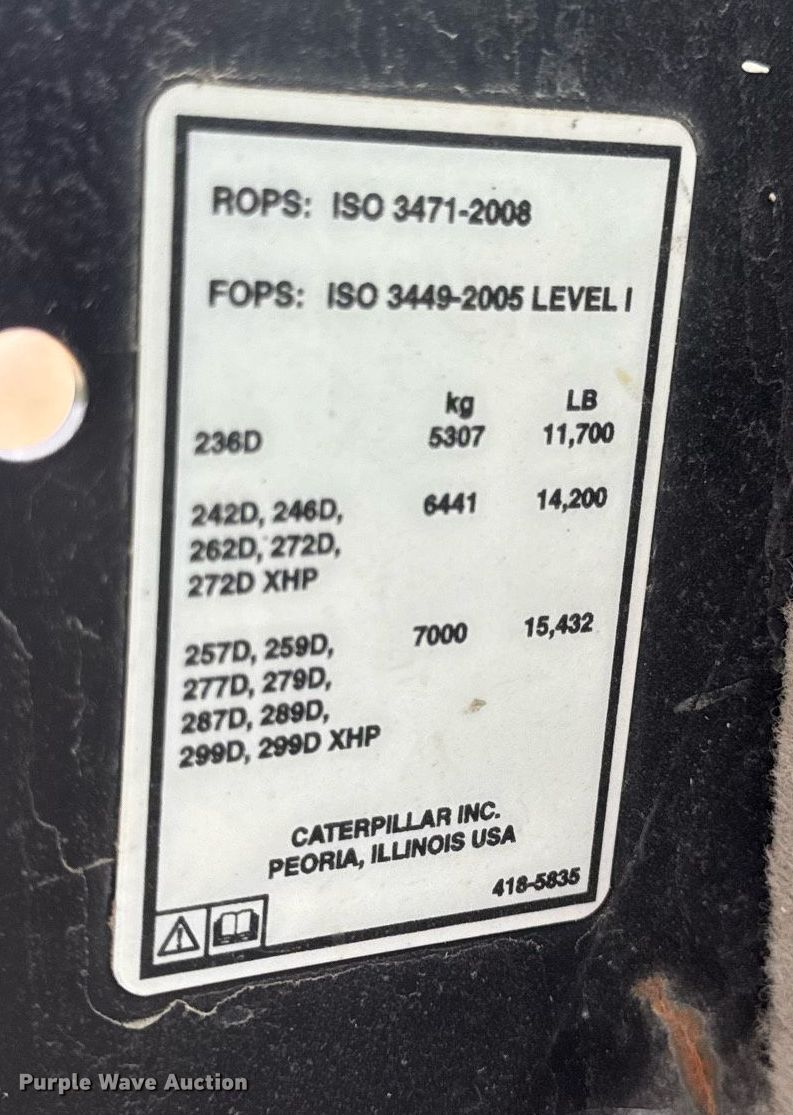 ROPS: ISO 3471-2008
FOPS: ISO 3449-2005 LEVEL I
kg LB
236D 5307 11,700
242D, 246D, 6441 14,200
262D, 272D,
272D XHP
257D, 259D, 7000 15,432
277D, 279D,
287D, 289D,
299D, 299D XHP
CATERPILLAR INC.
PEORIA, ILLINOIS USA
418-5835
Purple Wave Auction